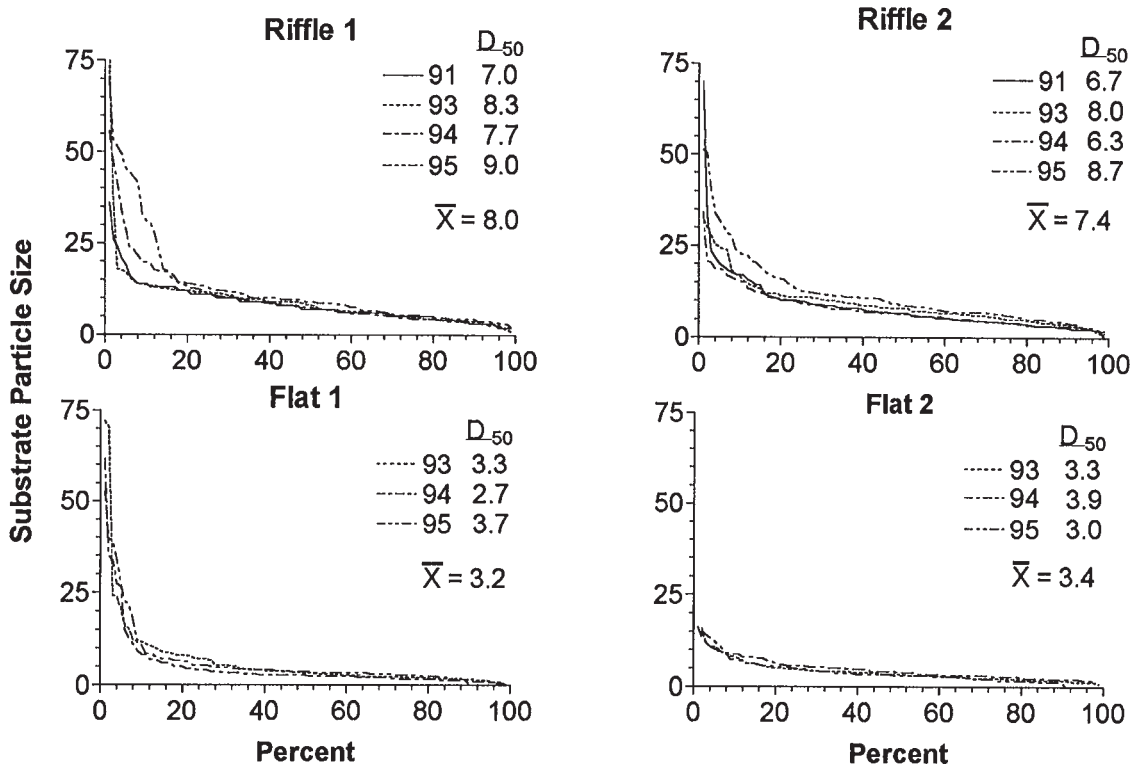 Substrate Particle Size
Riffle 1
D_50
91 7.0
93 8.3
94 7.7
95 9.0
X = 8.0
75
50
25
0
0 20 40 60 80 100
Riffle 2
D_50
91 6.7
93 8.0
94 6.3
95 8.7
X = 7.4
75
50
25
0
0 20 40 60 80 100
Flat 1
D_50
93 3.3
94 2.7
95 3.7
X = 3.2
75
50
25
0
0 20 40 60 80 100
Percent
Flat 2
D_50
93 3.3
94 3.9
95 3.0
X = 3.4
75
50
25
0
0 20 40 60 80 100
Percent